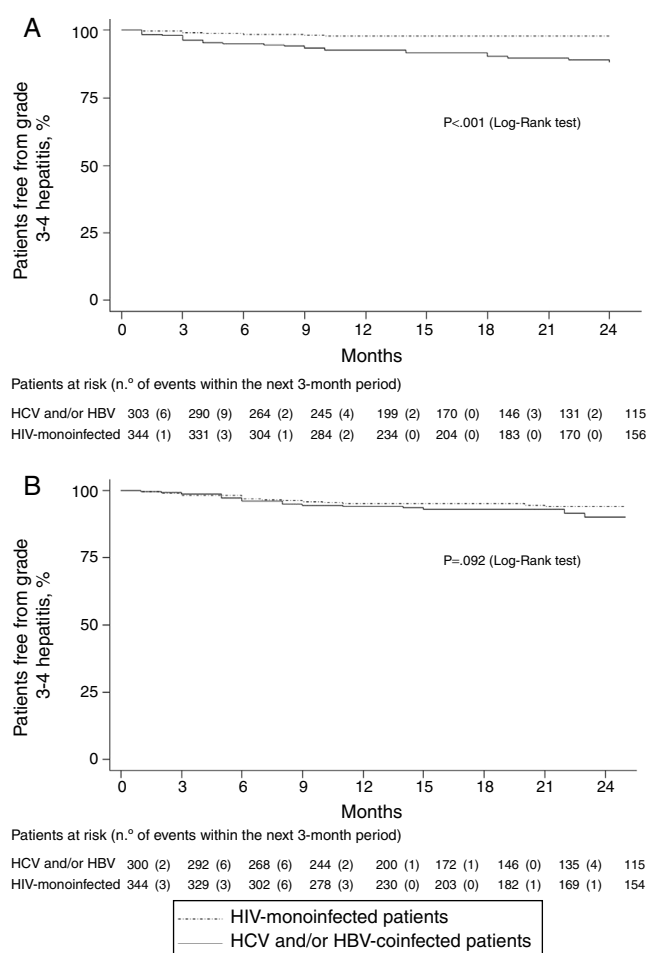 A
Patients free from grade
3-4 hepatitis, %
100
75
50
25
0
P<.001 (Log-Rank test)
0 3 6 9 12 15 18 21 24
Months
Patients at risk (n.º of events within the next 3-month period)
HCV and/or HBV 303 (6) 290 (9) 264 (2) 245 (4) 199 (2) 170 (0) 146 (3) 131 (2) 115
HIV-monoinfected 344 (1) 331 (3) 304 (1) 284 (2) 234 (0) 204 (0) 183 (0) 170 (0) 156
B
Patients free from grade
3-4 hepatitis, %
100
75
50
25
0
P=.092 (Log-Rank test)
0 3 6 9 12 15 18 21 24
Months
Patients at risk (n.º of events within the next 3-month period)
HCV and/or HBV 300 (2) 292 (6) 268 (6) 244 (2) 200 (1) 172 (1) 146 (0) 135 (4) 115
HIV-monoinfected 344 (3) 329 (3) 302 (6) 278 (3) 230 (0) 203 (0) 182 (1) 169 (1) 154
HIV-monoinfected patients
HCV and/or HBV-coinfected patients